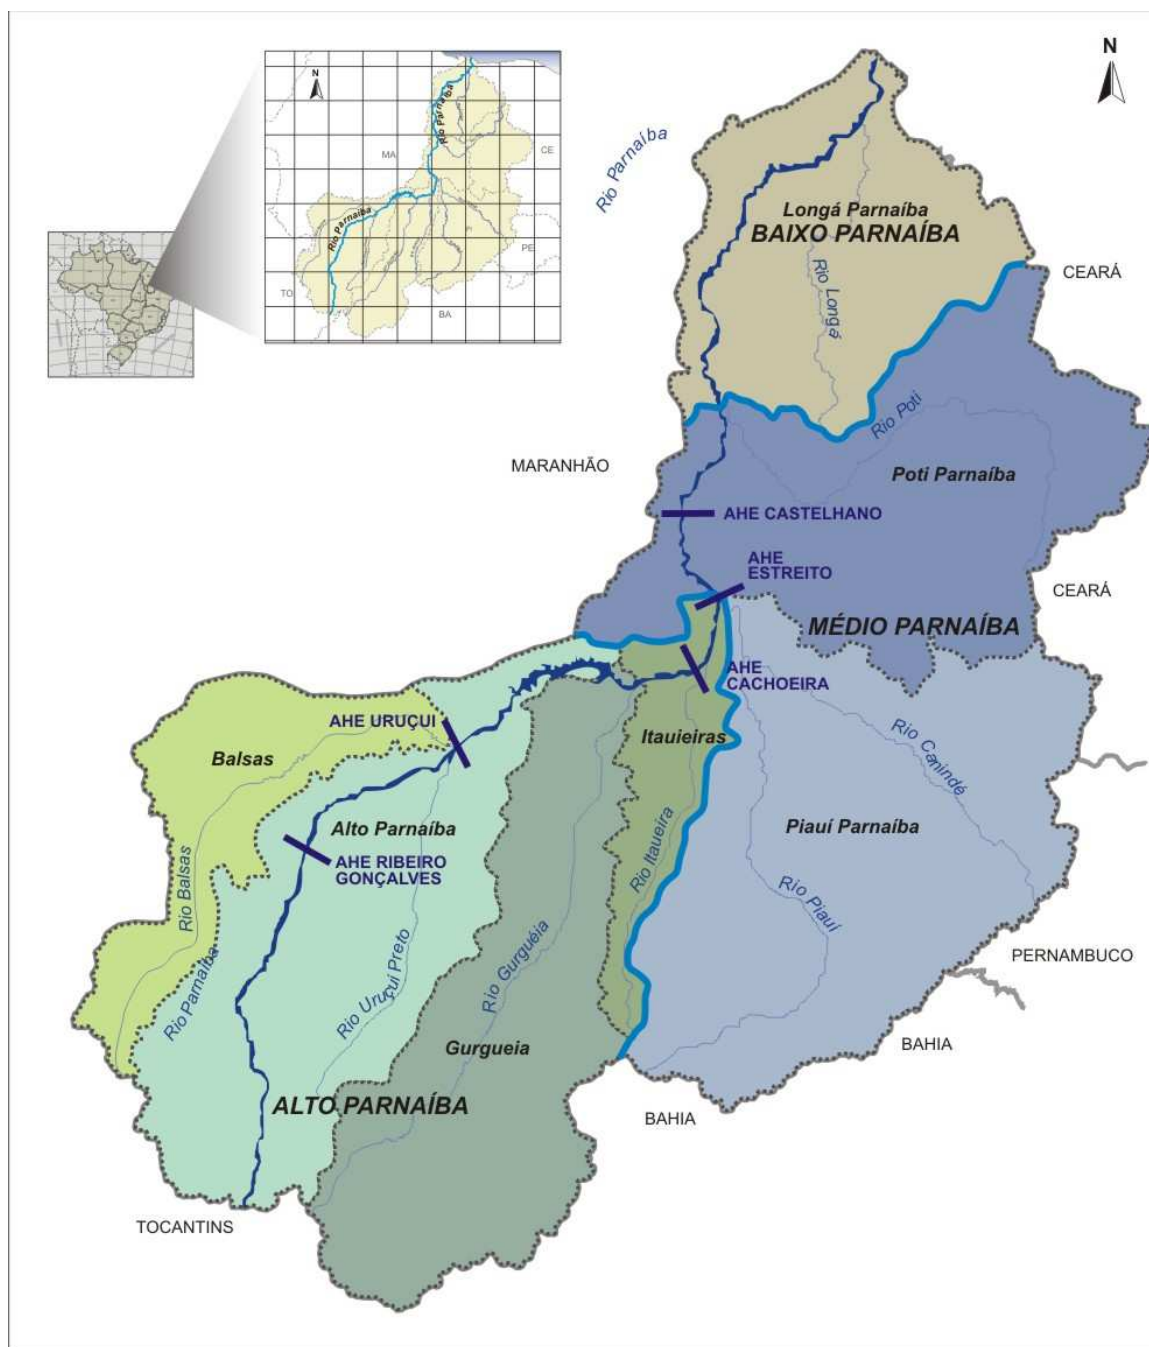 N
N
Rio Parnaíba
MA
CE
Rio Parnaíba
PI
PE
TO
BA
Rio Parnaíba
Longá Parnaíba
BAIXO PARNAÍBA
Rio Longá
CEARÁ
Rio Poti
MARANHÃO
Poti Parnaíba
AHE CASTELHANO
AHE
ESTREITO
CEARÁ
MÉDIO PARNAÍBA
AHE
CACHOEIRA
AHE URUÇUI
Itauieiras
Rio Canindé
Balsas
Alto Parnaíba
Piauí Parnaíba
AHE RIBEIRO
GONÇALVES
Rio Balsas
Rio Itaueira
Rio Piauí
Rio Parnaíba
Rio Uruçui Preto
Rio Gurguéia
PERNAMBUCO
Gurgueia
BAHIA
ALTO PARNAÍBA
BAHIA
TOCANTINS